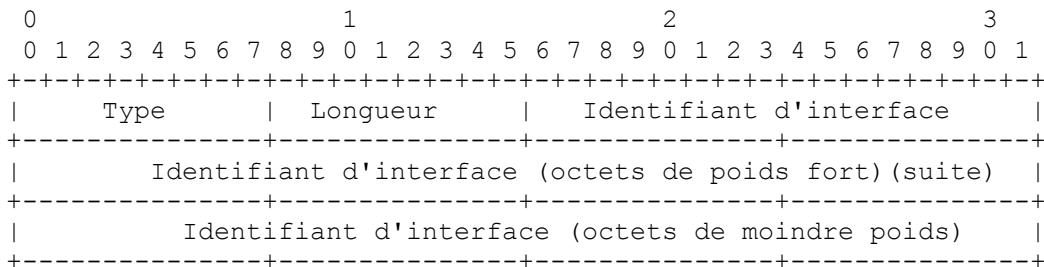 0                   1                   2                   3
 0 1 2 3 4 5 6 7 8 9 0 1 2 3 4 5 6 7 8 9 0 1 2 3 4 5 6 7 8 9 0 1
+-+-+-+-+-+-+-+-+-+-+-+-+-+-+-+-+-+-+-+-+-+-+-+-+-+-+-+-+-+-+-+-+
|     Type      |  Longueur     |   Identifiant d'interface     |
+---------------+---------------+---------------+---------------+
|        Identifiant d'interface (octets de poids fort)(suite)  |
+---------------+---------------+---------------+---------------+
|          Identifiant d'interface (octets de moindre poids)    |
+---------------+---------------+---------------+---------------+